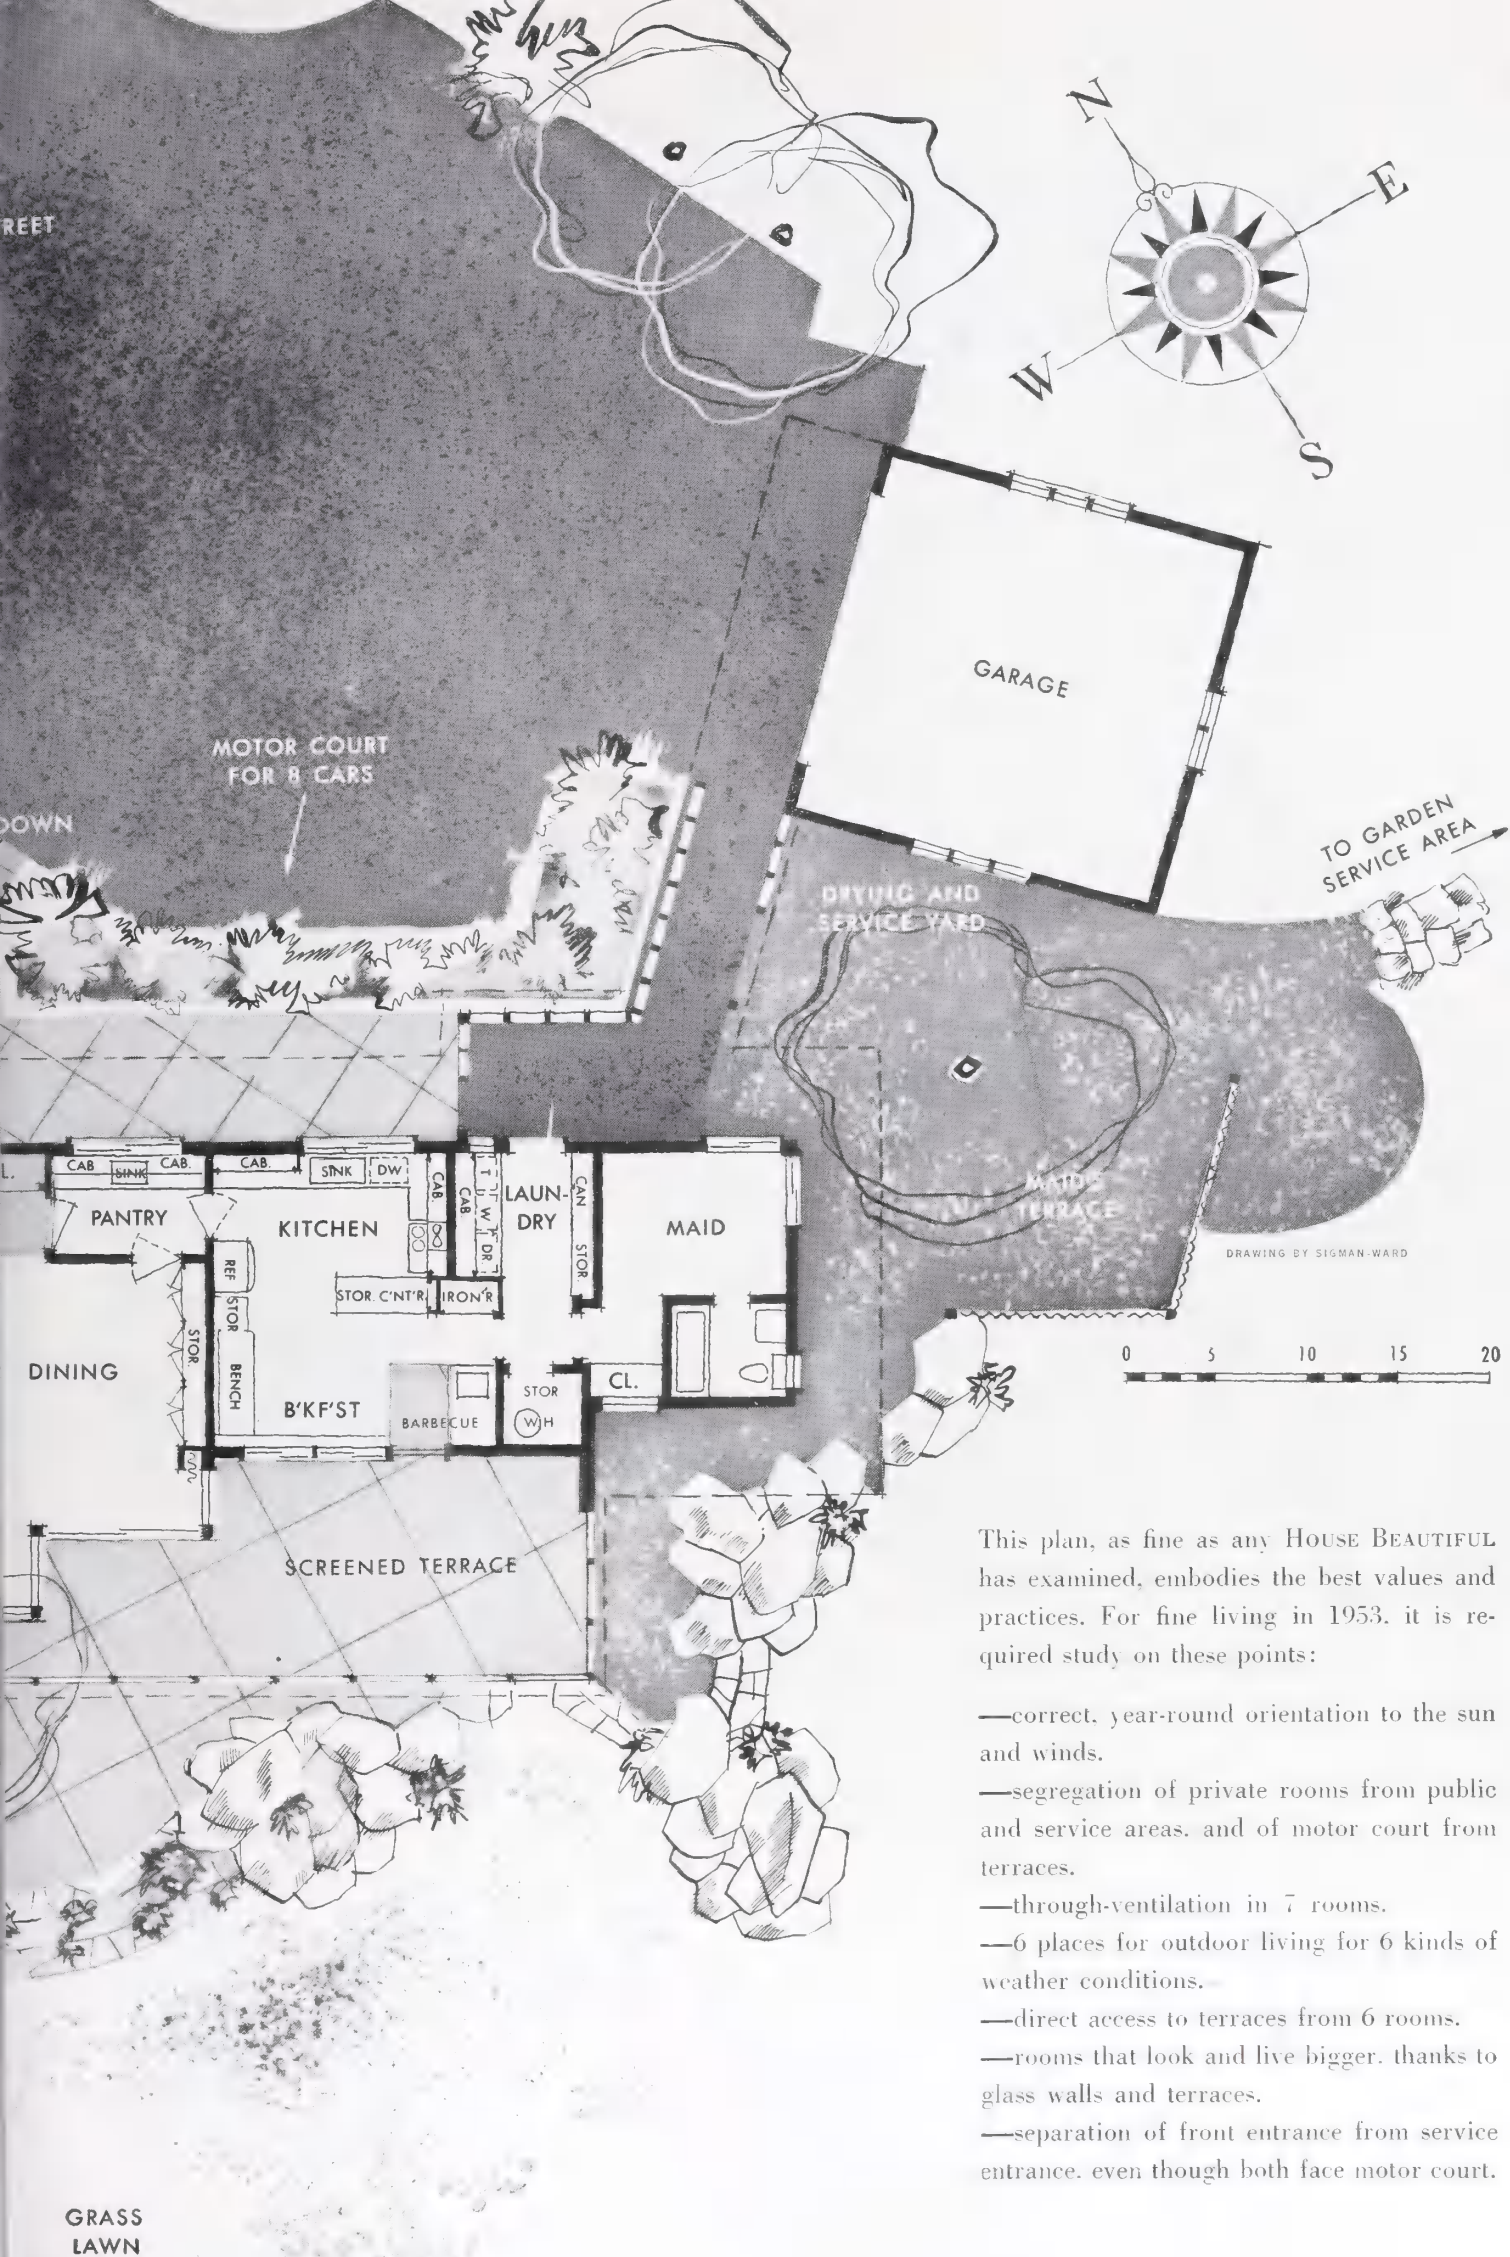 N
E
W
S
REET
GARAGE
MOTOR COURT
FOR 8 CARS
DOWN
TO GARDEN
SERVICE AREA
DRYING AND
SERVICE YARD
MAID'S
TERRACE
DRAWING BY SIGMAN-WARD
L.
CAB
SINK
CAB.
CAB.
SINK
DW
CAB.
CAB
T
W
DR.
LAUN-
DRY
CAN
STOR.
PANTRY
KITCHEN
MAID
REF
STOR
BENCH
STOR.
STOR. C'NT'R.
IRON'R
DINING
B'KF'ST
BARBECUE
STOR
WH
CL.
0 5 10 15 20
SCREENED TERRACE
This plan, as fine as any HOUSE BEAUTIFUL
has examined, embodies the best values and
practices. For fine living in 1953, it is re-
quired study on these points:
—correct, year-round orientation to the sun
and winds.
—segregation of private rooms from public
and service areas, and of motor court from
terraces.
—through-ventilation in 7 rooms.
—6 places for outdoor living for 6 kinds of
weather conditions.
—direct access to terraces from 6 rooms.
—rooms that look and live bigger, thanks to
glass walls and terraces.
—separation of front entrance from service
entrance, even though both face motor court.
GRASS
LAWN